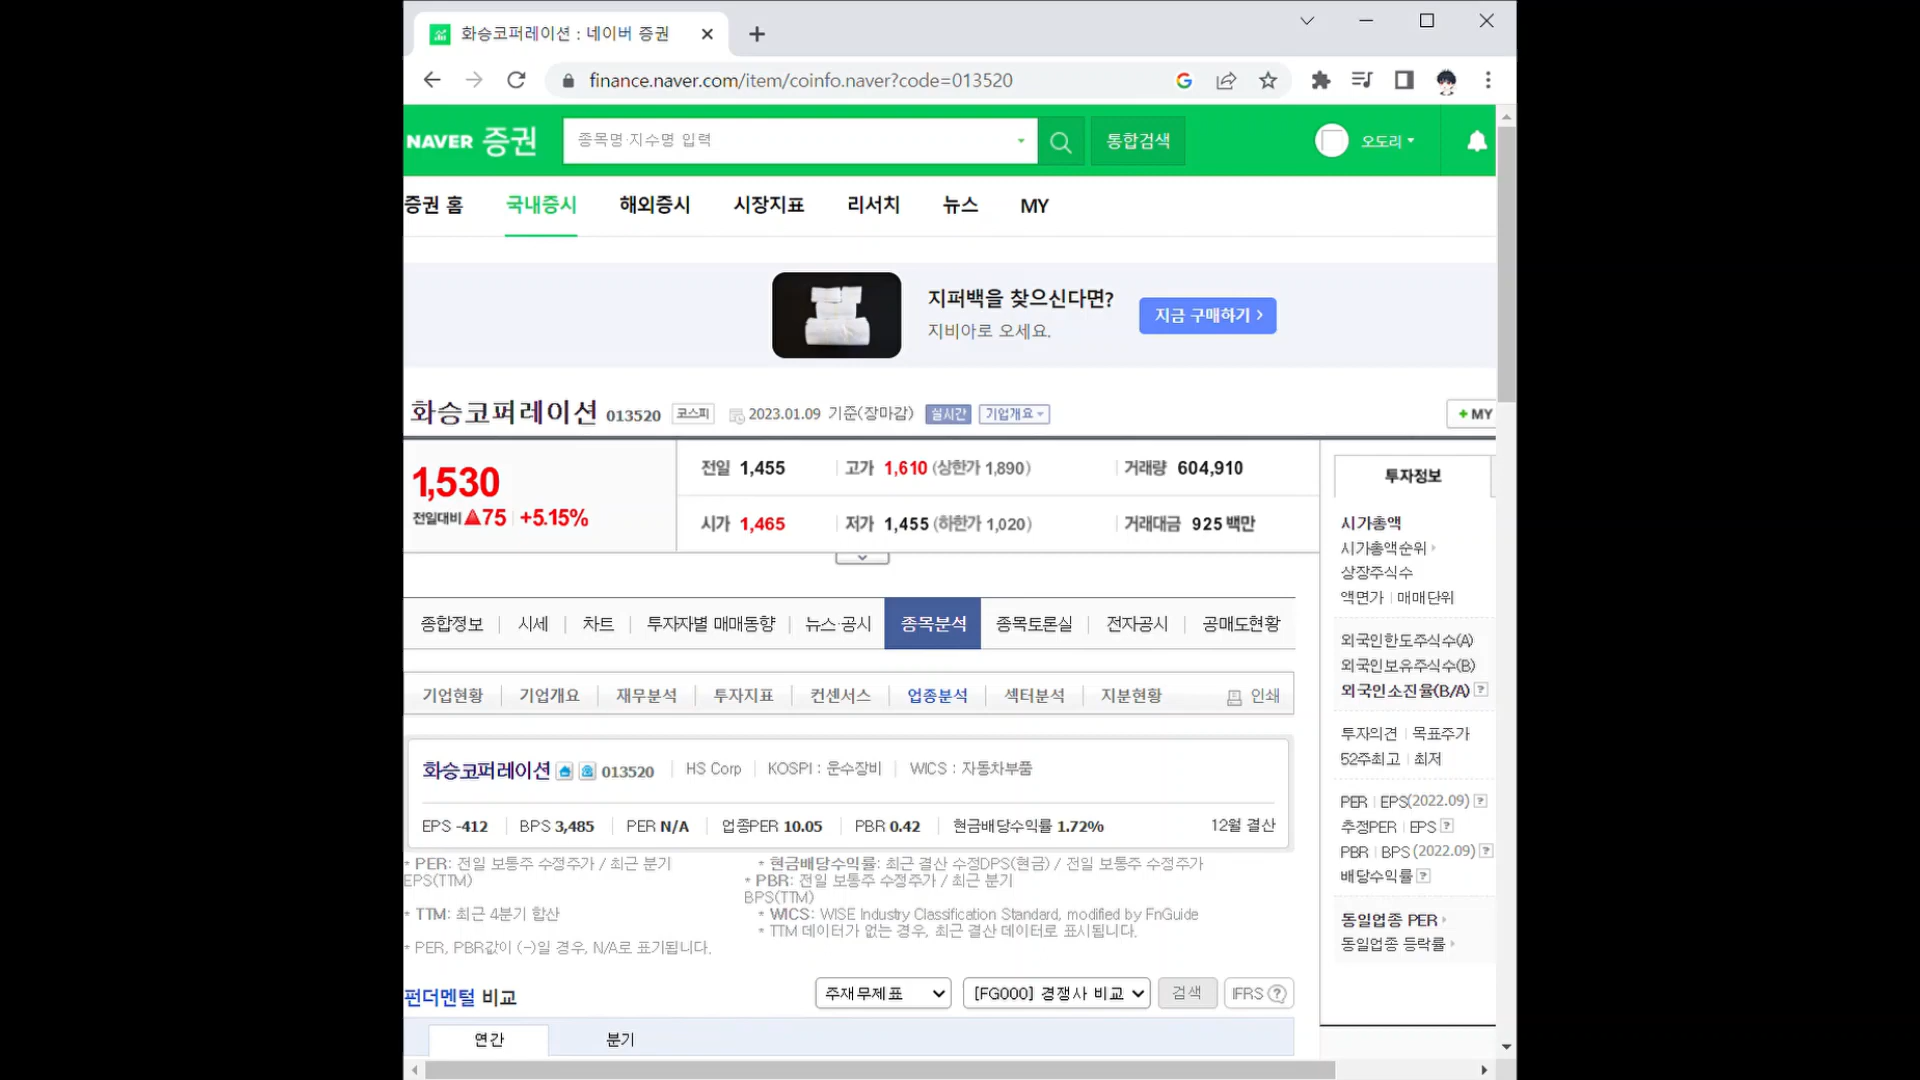 화승코퍼레이션 : 네이버 증권
finance.naver.com/item/coinfo.naver?code=013520
NAVER 증권 종목명·지수명 입력 통합검색 오도리
증권 홈 국내증시 해외증시 시장지표 리서치 뉴스 MY
지퍼백을 찾으신다면?
지비아로 오세요.
지금 구매하기 >
화승코퍼레이션 013520 코스피 2023.01.09 기준(장마감) 실시간 기업개요 + MY
1,530
전일대비 ▲75 +5.15%
전일 1,455 고가 1,610 (상한가 1,890) 거래량 604,910
시가 1,465 저가 1,455 (하한가 1,020) 거래대금 925 백만
투자정보
시가총액
시가총액순위
상장주식수
액면가 매매단위
외국인한도주식수(A)
외국인보유주식수(B)
외국인소진율(B/A) ?
투자의견 목표주가
52주최고 최저
PER EPS(2022.09) ?
추정PER EPS ?
PBR BPS (2022.09) ?
배당수익률 ?
동일업종 PER
동일업종 등락률
종합정보 시세 차트 투자자별 매매동향 뉴스·공시 종목분석 종목토론실 전자공시 공매도현황
기업현황 기업개요 재무분석 투자지표 컨센서스 업종분석 섹터분석 지분현황 인쇄
화승코퍼레이션 013520 HS Corp KOSPI : 운수장비 WICS : 자동차부품
EPS -412 BPS 3,485 PER N/A 업종PER 10.05 PBR 0.42 현금배당수익률 1.72% 12월 결산
* PER: 전일 보통주 수정주가 / 최근 분기
EPS(TTM)
* TTM: 최근 4분기 합산
* PER, PBR값이 (-)일 경우, N/A로 표기됩니다.
* 현금배당수익률: 최근 결산 수정DPS(현금) / 전일 보통주 수정주가
* PBR: 전일 보통주 수정주가 / 최근 분기
BPS(TTM)
* WICS: WISE Industry Classification Standard, modified by FnGuide
* TTM 데이터가 없는 경우, 최근 결산 데이터로 표시됩니다.
펀더멘털 비교 주재무제표 [FG000] 경쟁사 비교 검색 IFRS ?
연간 분기